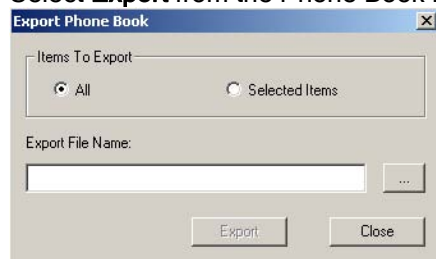 Select Export from the Phone Book
Export Phone Book
Items To Export
All Selected Items
Export File Name:
...
Export Close